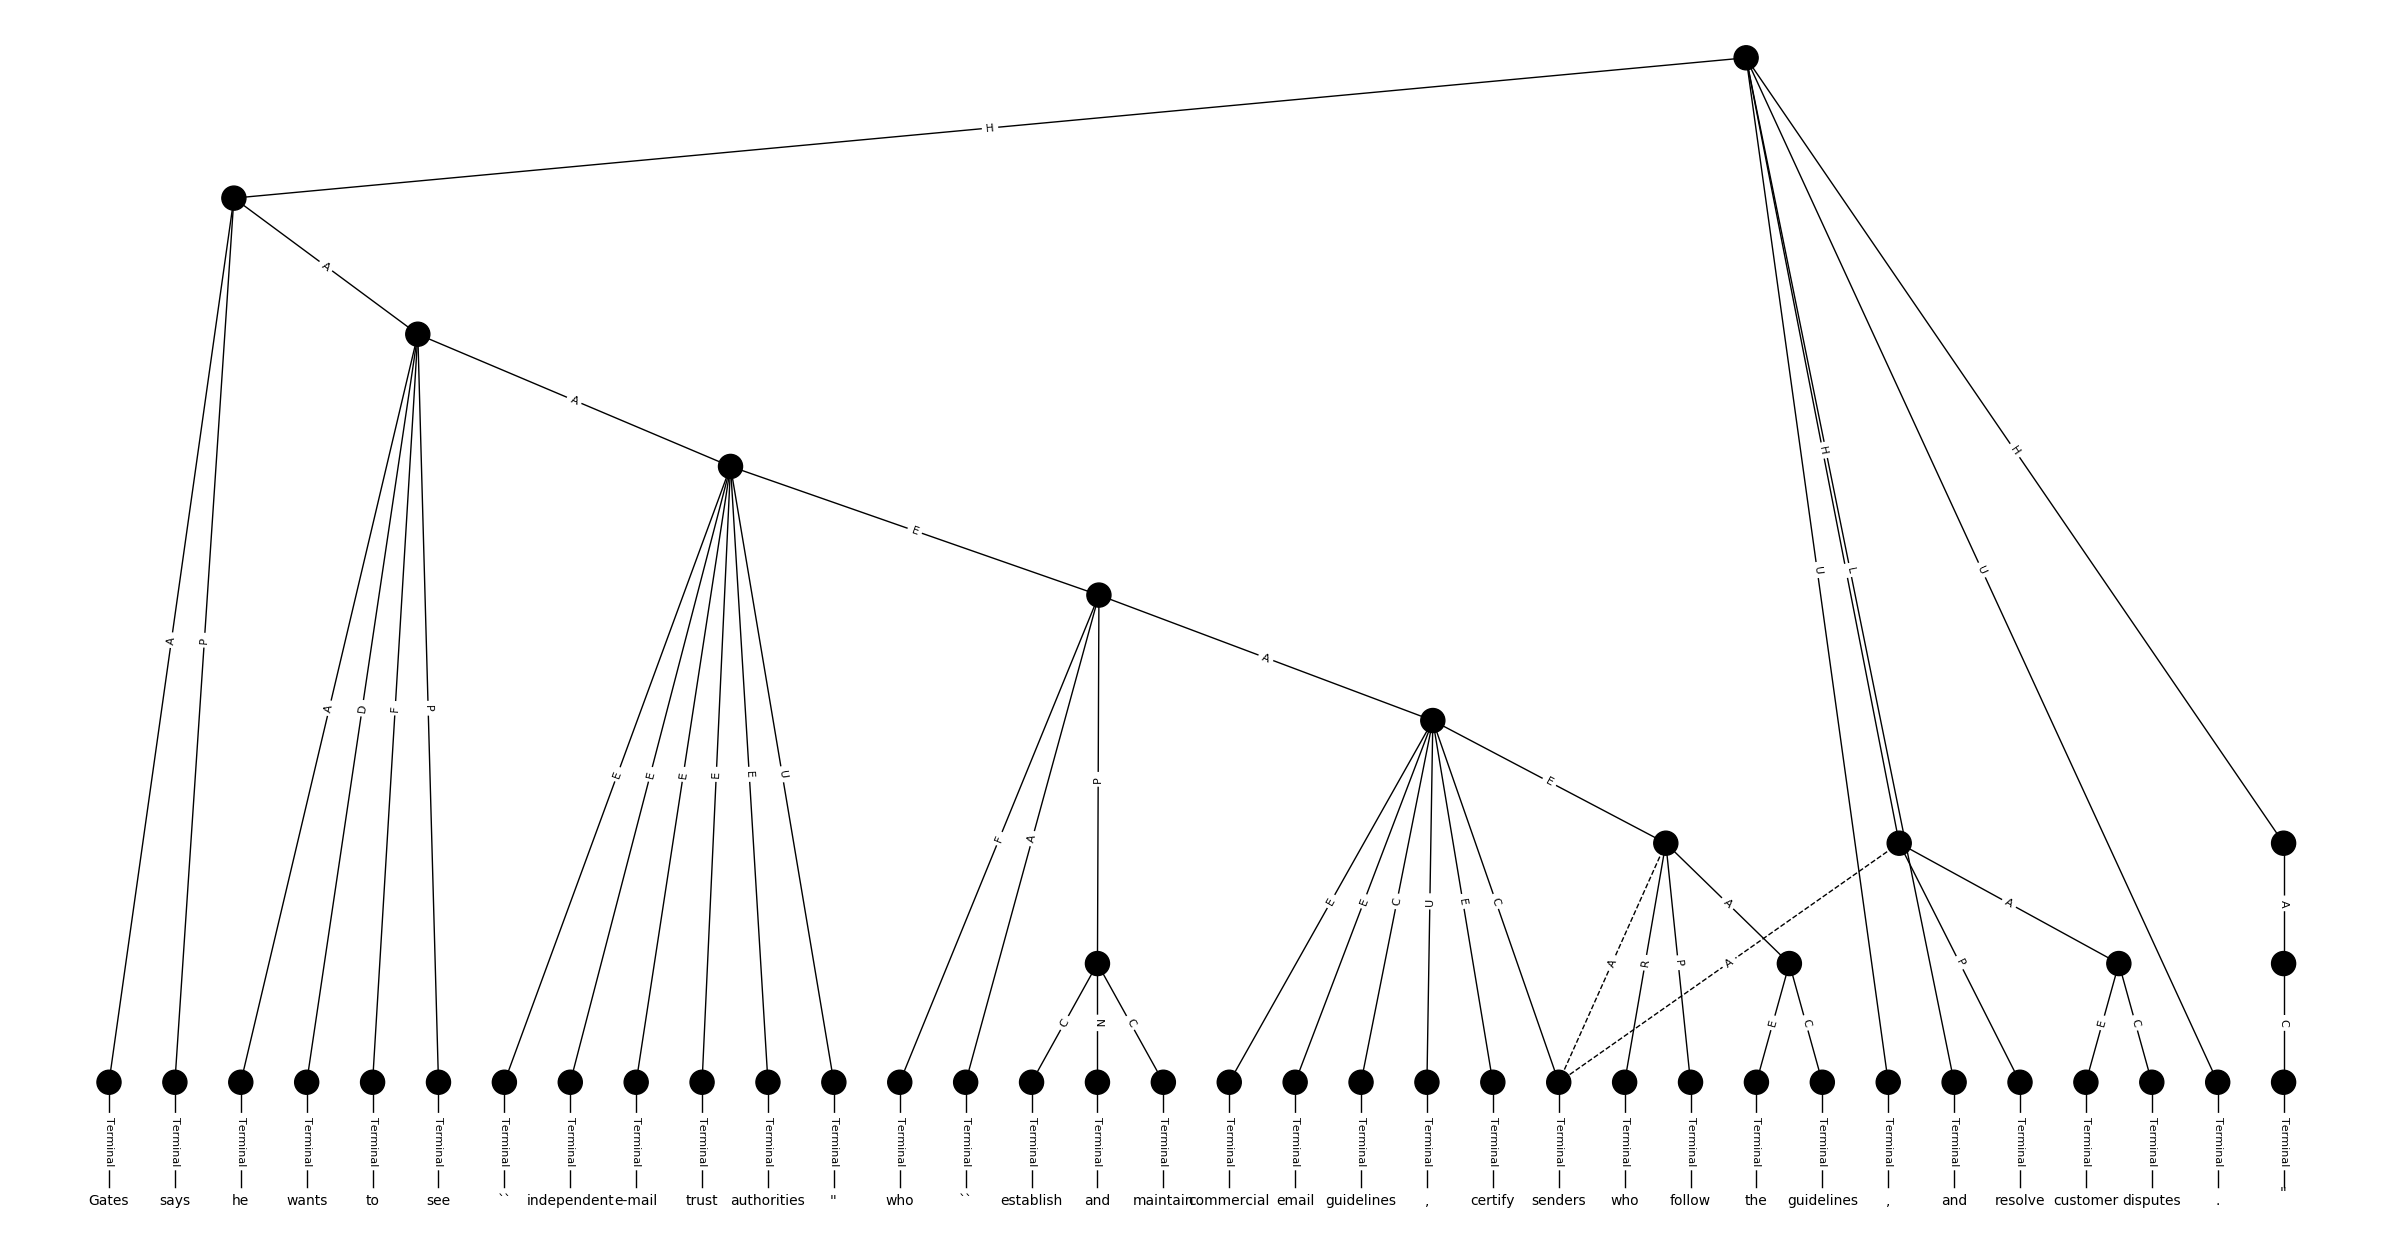 H
A
A
E
H
H
U
L
U
A
P
A
A
D
F
P
E
E
E
E
E
U
P
F
A
E
E
E
C
U
E
C
A
A
A
R
P
A
P
C
N
C
E
C
E
C
C
Terminal Terminal Terminal Terminal Terminal Terminal Terminal Terminal Terminal Terminal Terminal Terminal Terminal Terminal Terminal Terminal Terminal Terminal Terminal Terminal Terminal Terminal Terminal Terminal Terminal Terminal Terminal Terminal Terminal Terminal Terminal Terminal Terminal Terminal
Gates says he wants to see `` independent e-mail trust authorities " who `` establish and maintain commercial email guidelines , certify senders who follow the guidelines , and resolve customer disputes . "